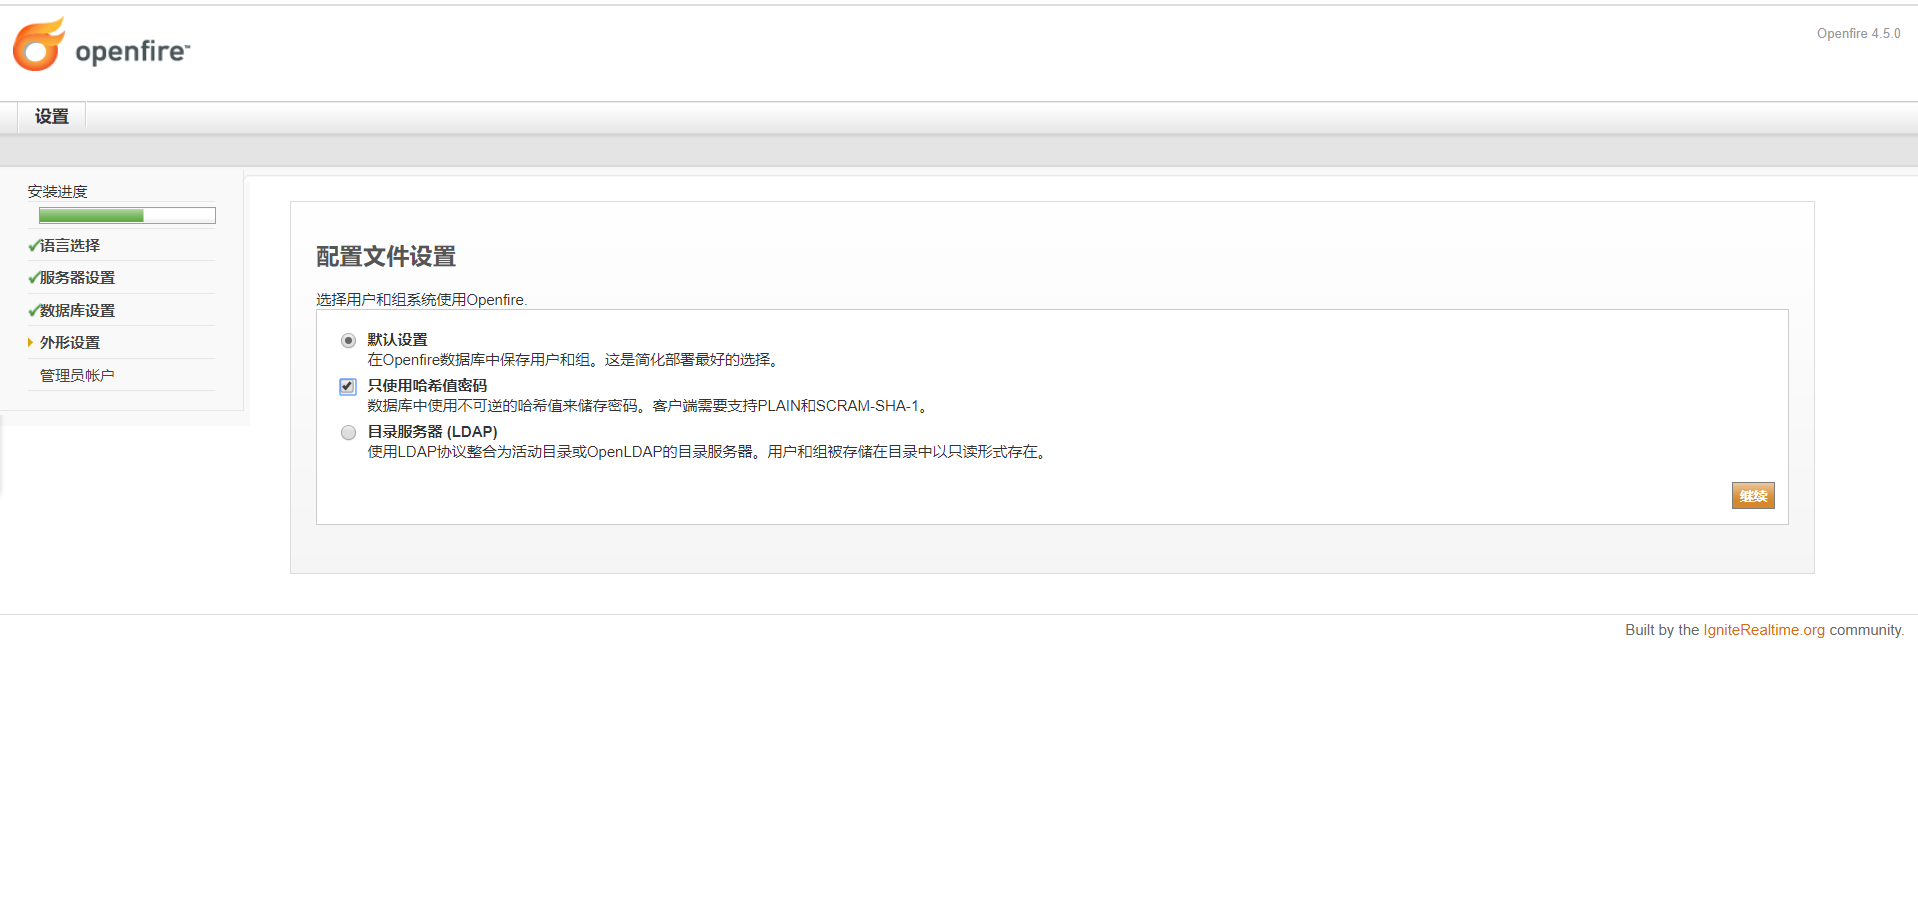 openfire™
Openfire 4.5.0
设置
安装进度
语言选择
服务器设置
数据库设置
外形设置
管理员帐户
配置文件设置
选择用户和组系统使用Openfire.
默认设置
在Openfire数据库中保存用户和组。这是简化部署最好的选择。
只使用哈希值密码
数据库中使用不可逆的哈希值来储存密码。客户端需要支持PLAIN和SCRAM-SHA-1。
目录服务器 (LDAP)
使用LDAP协议整合为活动目录或OpenLDAP的目录服务器。用户和组被存储在目录中以只读形式存在。
继续
Built by the IgniteRealtime.org community.